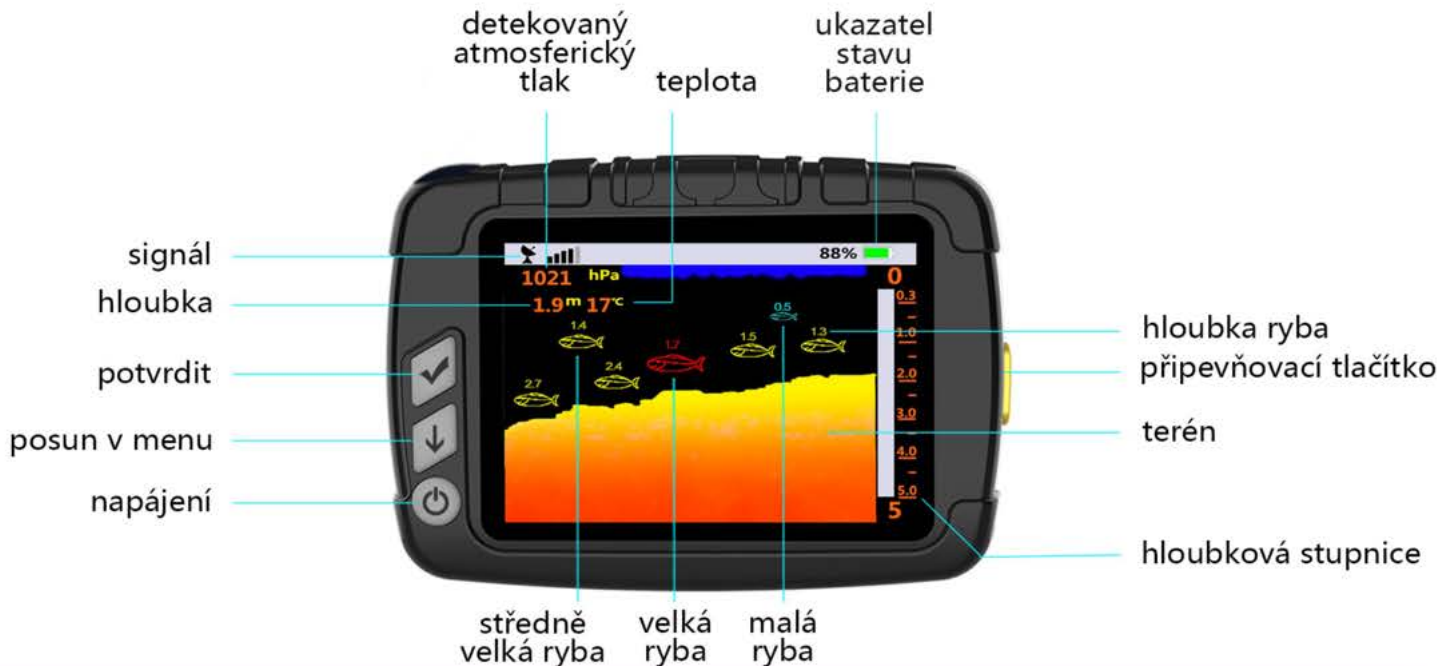 detekovaný
atmosferický
tlak
teplota
ukazatel
stavu
baterie
signál
hloubka
potvrdit
posun v menu
napájení
88%
1021 hPa
1.9 m 17 °C
0
0.3
1.0
2.0
3.0
4.0
5.0
5
0.5
1.4
1.7
1.5
1.3
2.4
2.7
hloubka ryba
připevňovací tlačítko
terén
hloubková stupnice
středně
velká ryba
velká
ryba
malá
ryba